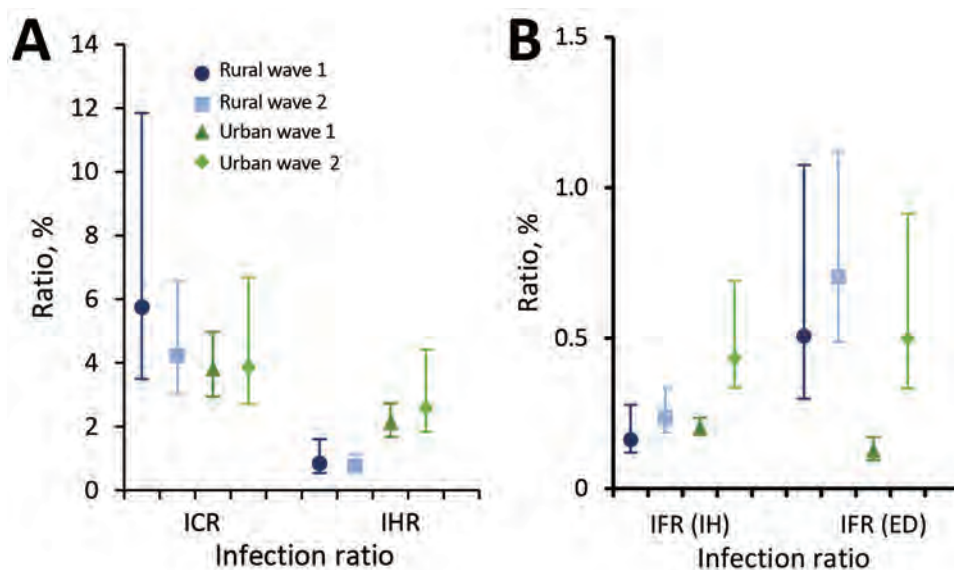 A
Ratio, %
14
12
10
8
6
4
2
0
Rural wave 1
Rural wave 2
Urban wave 1
Urban wave 2
ICR IHR
Infection ratio
B
Ratio, %
1.5
1.0
0.5
0
IFR (IH) IFR (ED)
Infection ratio